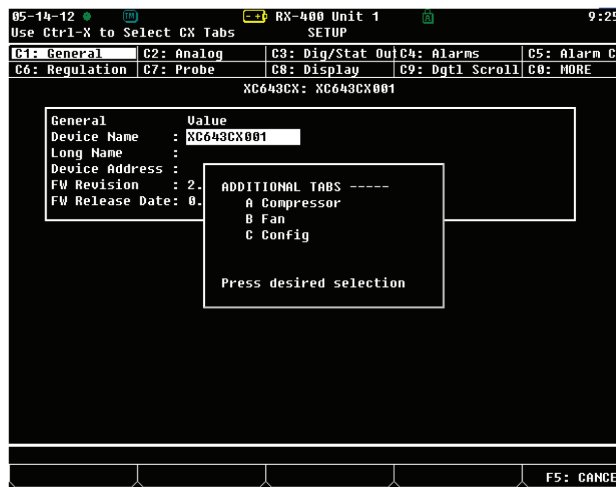 05-14-12 TM - + RX-400 Unit 1 9:25
Use Ctrl-X to Select CX Tabs SETUP
C1: General C2: Analog C3: Dig/Stat Out C4: Alarms C5: Alarm C
C6: Regulation C7: Probe C8: Display C9: Dgtl Scroll C0: MORE
XC643CX: XC643CX001
General Value
Device Name : XC643CX001
Long Name :
Device Address :
FW Revision : 2.
FW Release Date: 0.
ADDITIONAL TABS -----
A Compressor
B Fan
C Config
Press desired selection
F5: CANCE